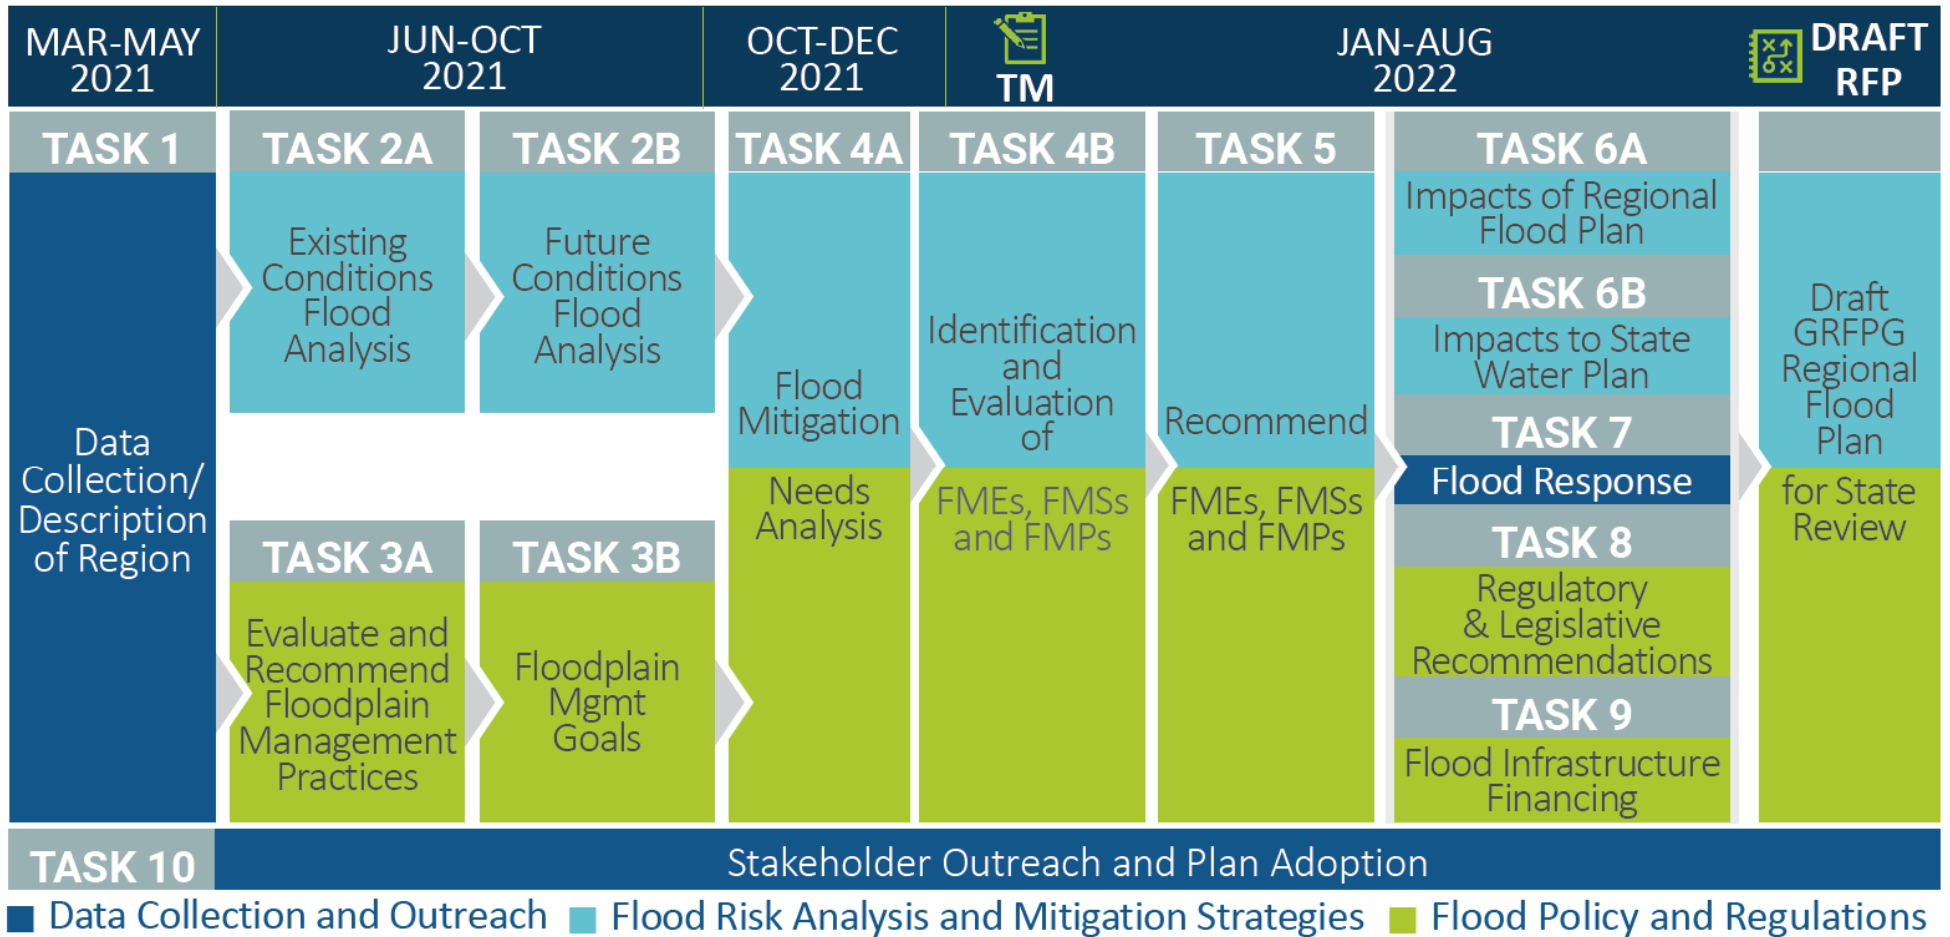 MAR-MAY
2021
JUN-OCT
2021
OCT-DEC
2021
TM
JAN-AUG
2022
DRAFT
RFP
TASK 1
Data
Collection/
Description
of Region
TASK 2A
Existing
Conditions
Flood
Analysis
TASK 2B
Future
Conditions
Flood
Analysis
TASK 3A
Evaluate and
Recommend
Floodplain
Management
Practices
TASK 3B
Floodplain
Mgmt
Goals
TASK 4A
Flood
Mitigation
Needs
Analysis
TASK 4B
Identification
and
Evaluation
of
FMEs, FMSs
and FMPs
TASK 5
Recommend
FMEs, FMSs
and FMPs
TASK 6A
Impacts of Regional
Flood Plan
TASK 6B
Impacts to State
Water Plan
TASK 7
Flood Response
TASK 8
Regulatory
& Legislative
Recommendations
TASK 9
Flood Infrastructure
Financing
Draft
GRFPG
Regional
Flood
Plan
for State
Review
TASK 10
Stakeholder Outreach and Plan Adoption
Data Collection and Outreach
Flood Risk Analysis and Mitigation Strategies
Flood Policy and Regulations